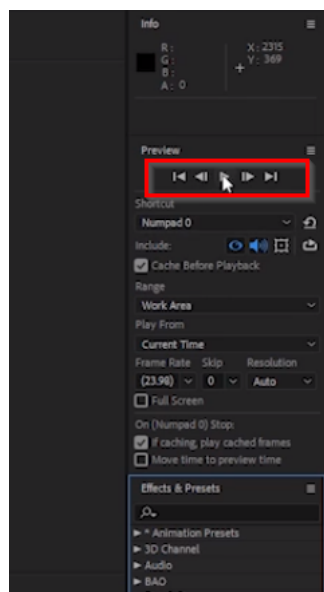 Info
R:
X: 2315
G:
Y: 369
B:
A: 0
Preview
Shortcut
Numpad 0
Include:
Cache Before Playback
Range
Work Area
Play From
Current Time
Frame Rate Skip Resolution
(23.98) 0 Auto
Full Screen
On (Numpad 0) Stop:
If caching, play cached frames
Move time to preview time
Effects & Presets
* Animation Presets
3D Channel
Audio
BAO